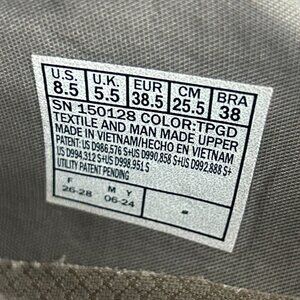 U.S. U.K. EUR CM BRA
8.5 5.5 38.5 25.5 38
SN 150128 COLOR:TPGD
TEXTILE AND MAN MADE UPPER
MADE IN VIETNAM/HECHO EN VIETNAM
PATENT: US D986,576 S+US D990,858 S+US D992,888 S+
US D994,312 S+US D998,951 S
UTILITY PATENT PENDING
F M Y
26-28 06-24 -